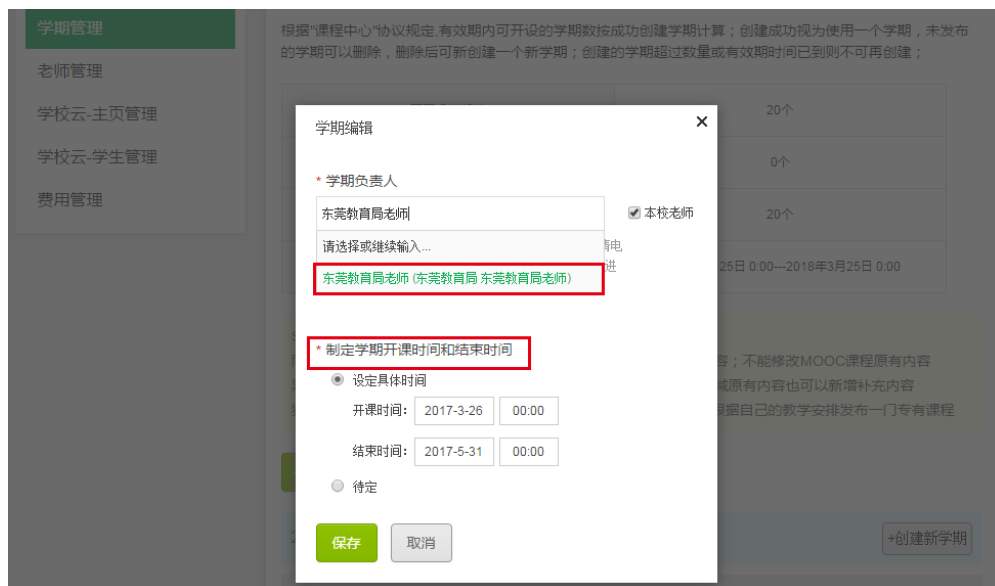 学期管理
老师管理
学校云-主页管理
学校云-学生管理
费用管理
根据"课程中心"协议规定,有效期内可开设的学期数按成功创建学期计算；创建成功视为使用一个学期，未发布
的学期可以删除，删除后可新创建一个新学期；创建的学期超过数量或有效期时间已到则不可再创建；
20个
0个
20个
25日 0:00---2018年3月25日 0:00
学期编辑
×
* 学期负责人
东莞教育局老师
本校老师
请选择或继续输入...
电
进
东莞教育局老师 (东莞教育局 东莞教育局老师)
* 制定学期开课时间和结束时间
设定具体时间
开课时间： 2017-3-26 00:00
结束时间： 2017-5-31 00:00
待定
保存
取消
；不能修改MOOC课程原有内容
原有内容也可以新增补充内容
根据自己的教学安排发布一门专有课程
+创建新学期